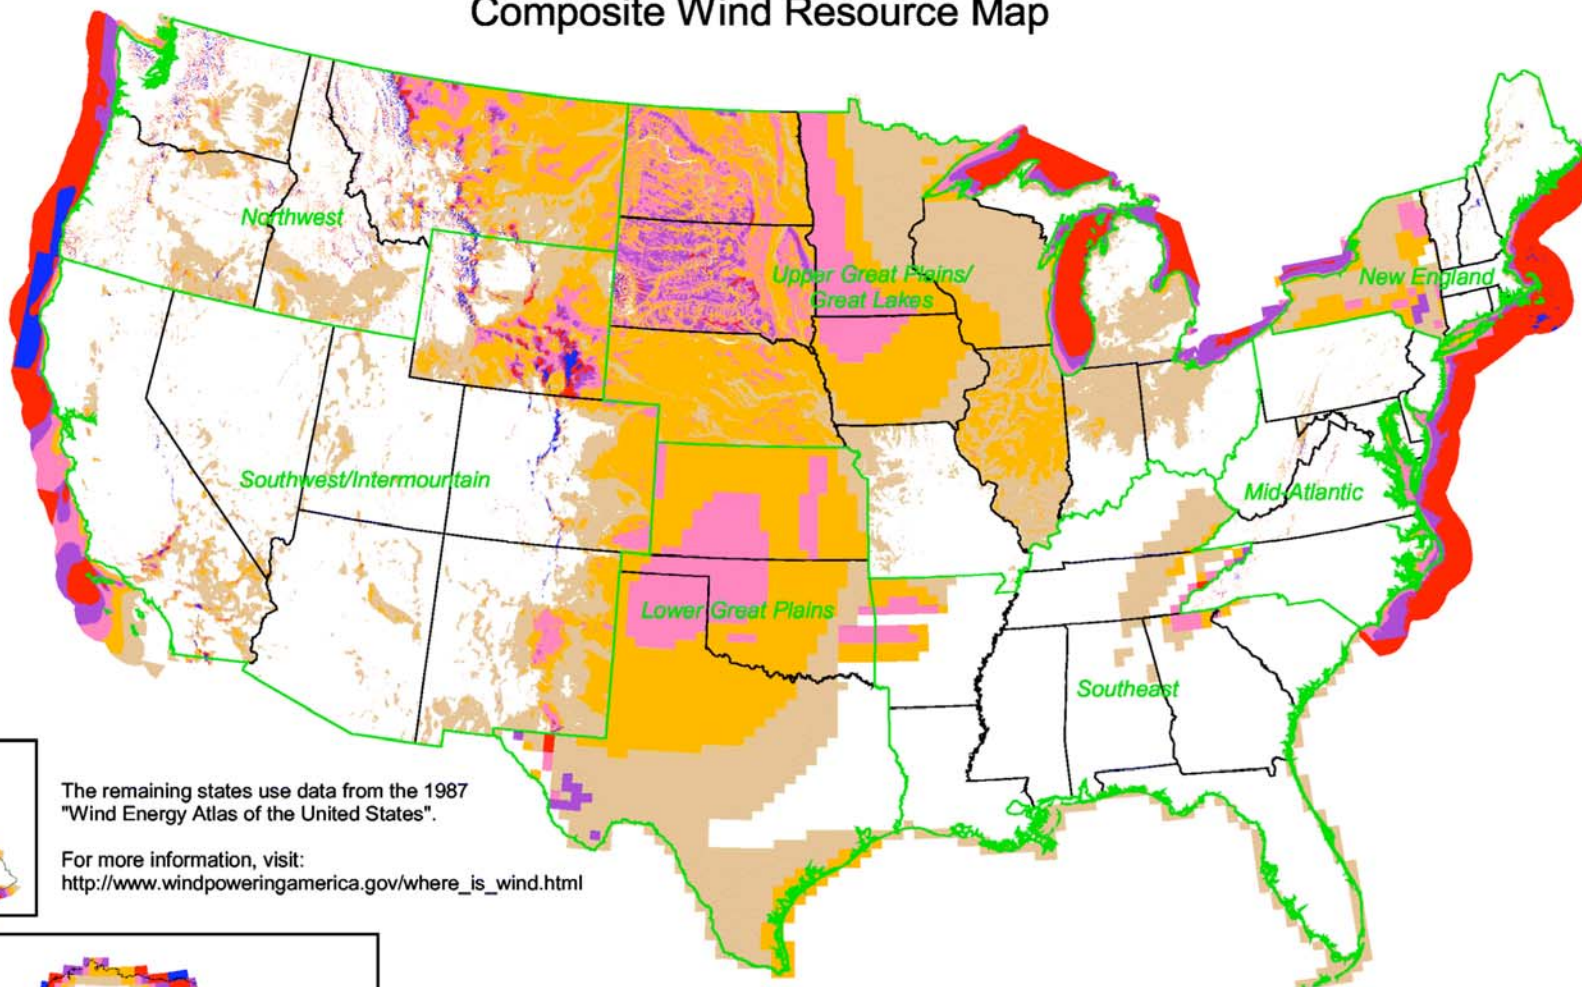 Composite Wind Resource Map
Northwest
Upper Great Plains/
Great Lakes
New England
Southwest/Intermountain
Mid-Atlantic
Lower Great Plains
Southeast
The remaining states use data from the 1987
"Wind Energy Atlas of the United States".
For more information, visit:
http://www.windpoweringamerica.gov/where_is_wind.html